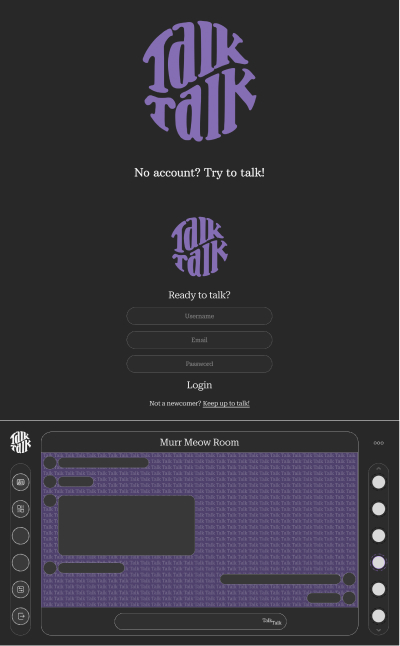 Talk
Talk
No account? Try to talk!
Talk
Talk
Ready to talk?
Username
Email
Password
Login
Not a newcomer? Keep up to talk!
Talk
Talk
Murr Meow Room
Talk
Talk